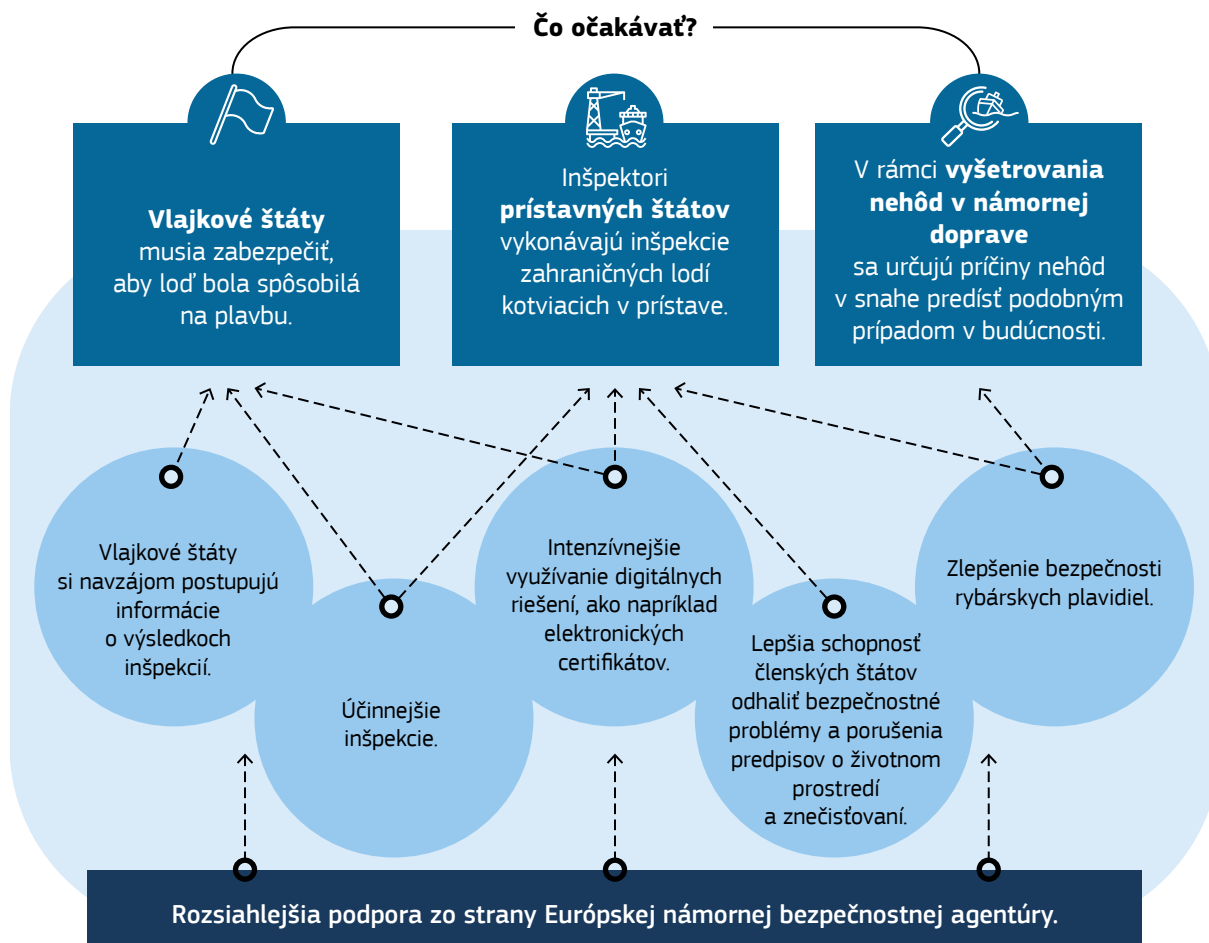 Čo očakávať?
Vlajkové štáty
musia zabezpečiť,
aby loď bola spôsobilá
na plavbu.
Inšpektori
prístavných štátov
vykonávajú inšpekcie
zahraničných lodí
kotviacich v prístave.
V rámci vyšetrovania
nehôd v námornej
doprave
sa určujú príčiny nehôd
v snahe predísť podobným
prípadom v budúcnosti.
Vlajkové štáty
si navzájom postupujú
informácie
o výsledkoch
inšpekcií.
Účinnejšie
inšpekcie.
Intenzívnejšie
využívanie digitálnych
riešení, ako napríklad
elektronických
certifikátov.
Lepšia schopnosť
členských štátov
odhaliť bezpečnostné
problémy a porušenia
predpisov o životnom
prostredí
a znečisťovaní.
Zlepšenie bezpečnosti
rybárskych plavidiel.
Rozsiahlejšia podpora zo strany Európskej námornej bezpečnostnej agentúry.